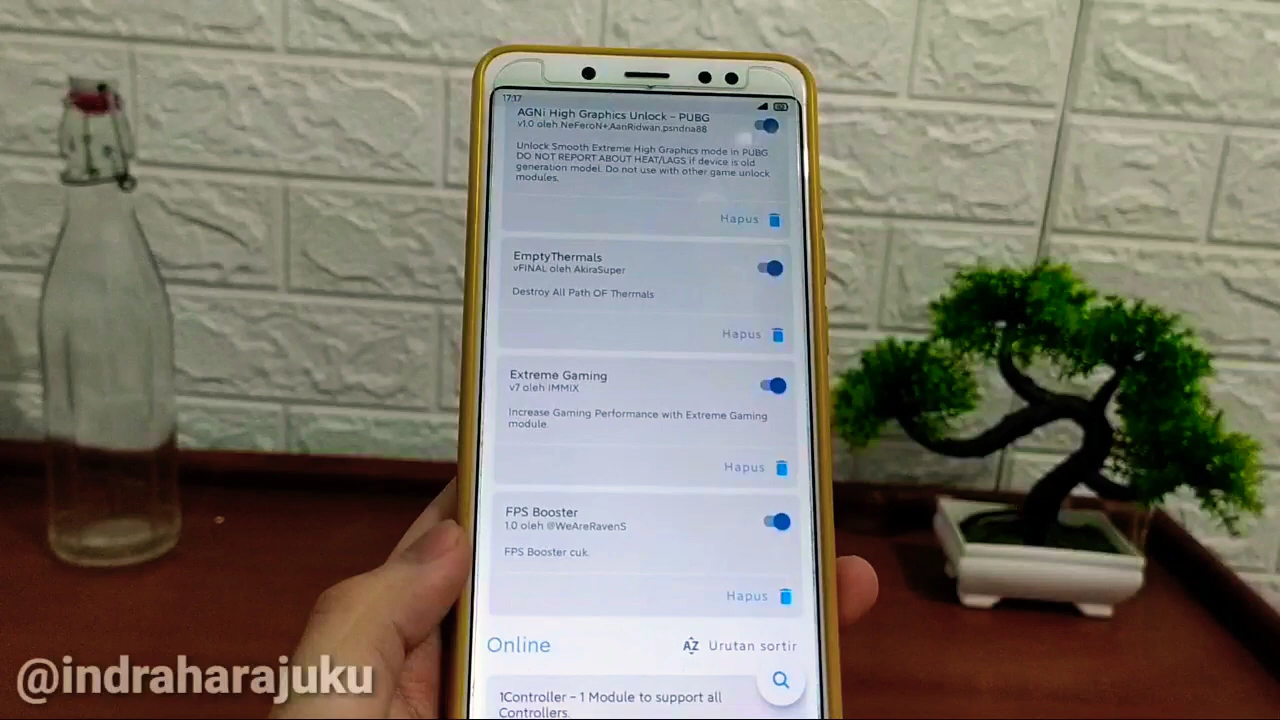 17:17
AGNi High Graphics Unlock - PUBG
v1.0 oleh NeFeroN+,AanRidwan,psndna88
Unlock Smooth Extreme High Graphics mode in PUBG
DO NOT REPORT ABOUT HEAT/LAGS if device is old
generation model. Do not use with other game unlock
modules.
Hapus
EmptyThermals
vFINAL oleh AkiraSuper
Destroy All Path OF Thermals
Hapus
Extreme Gaming
v7 oleh iMMIX
Increase Gaming Performance with Extreme Gaming
module.
Hapus
FPS Booster
1.0 oleh @WeAreRavenS
FPS Booster cuk.
Hapus
Online
AZ Urutan sortir
1Controller - 1 Module to support all
Controllers.
@indraharajuku